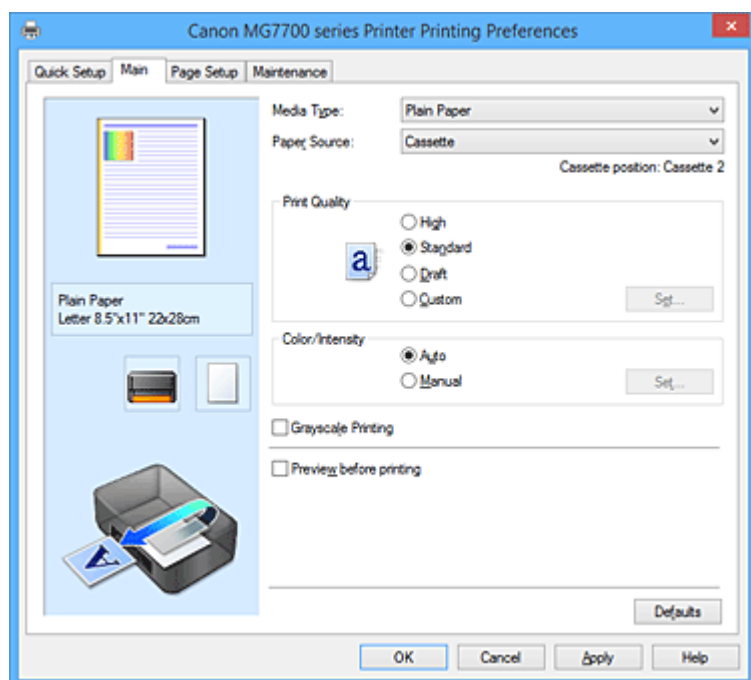 Canon MG7700 series Printer Printing Preferences
Quick Setup Main Page Setup Maintenance
Media Type: Plain Paper
Paper Source: Cassette
Cassette position: Cassette 2
Print Quality
High
Standard
a
Draft
Custom Set...
Plain Paper
Letter 8.5"x11" 22x28cm
Color/Intensity
Auto
Manual Set...
Grayscale Printing
Preview before printing
A
Defaults
OK Cancel Apply Help